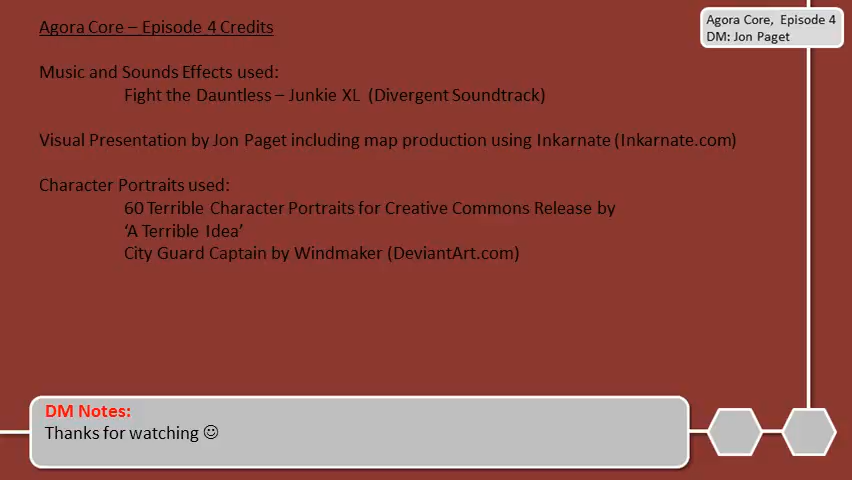 Agora Core – Episode 4 Credits
Agora Core, Episode 4
DM: Jon Paget
Music and Sounds Effects used:
Fight the Dauntless – Junkie XL (Divergent Soundtrack)
Visual Presentation by Jon Paget including map production using Inkarnate (Inkarnate.com)
Character Portraits used:
60 Terrible Character Portraits for Creative Commons Release by
‘A Terrible Idea’
City Guard Captain by Windmaker (DeviantArt.com)
DM Notes:
Thanks for watching ☺